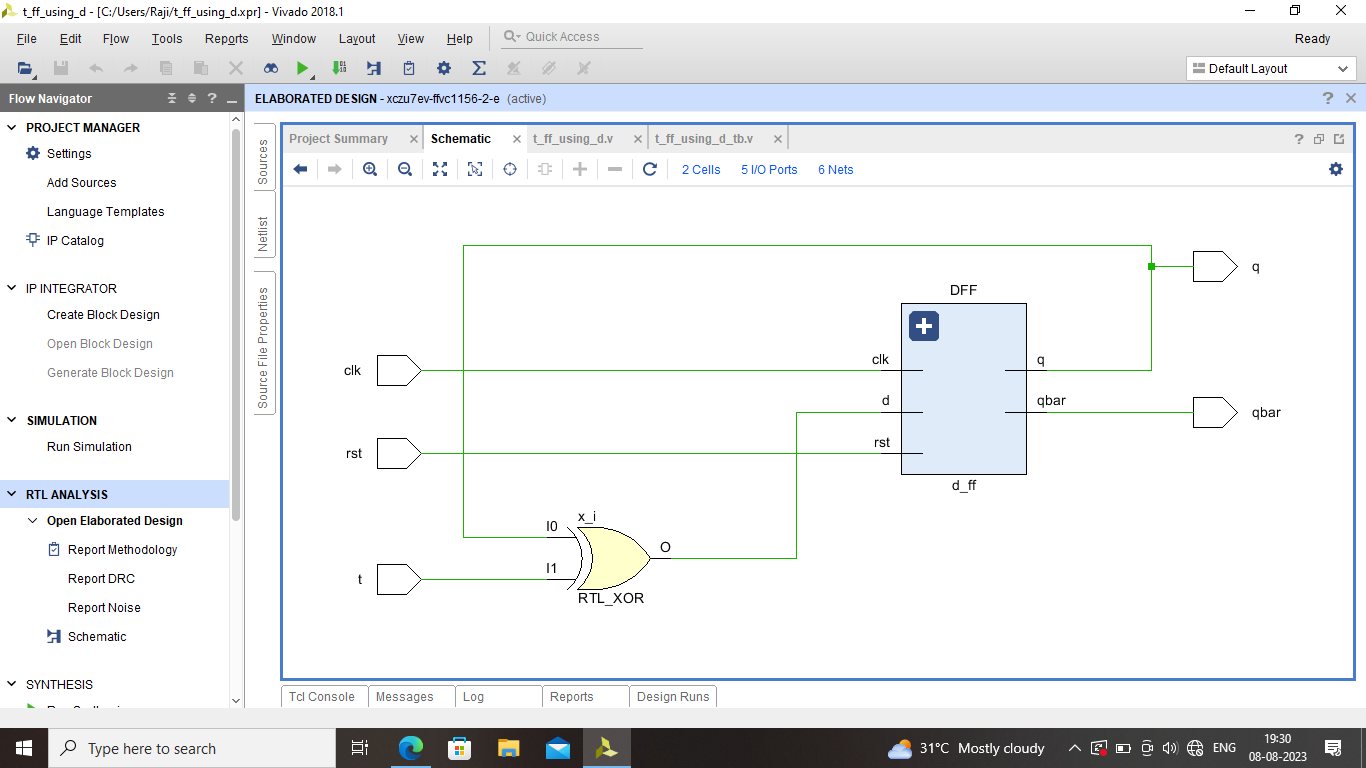 t_ff_using_d - [C:/Users/Raji/t_ff_using_d.xpr] - Vivado 2018.1
File Edit Flow Tools Reports Window Layout View Help Quick Access Ready
Default Layout
Flow Navigator
ELABORATED DESIGN - xczu7ev-ffvc1156-2-e (active)
PROJECT MANAGER
Settings
Add Sources
Language Templates
IP Catalog
IP INTEGRATOR
Create Block Design
Open Block Design
Generate Block Design
SIMULATION
Run Simulation
RTL ANALYSIS
Open Elaborated Design
Report Methodology
Report DRC
Report Noise
Schematic
SYNTHESIS
Sources
Netlist
Source File Properties
Project Summary Schematic t_ff_using_d.v t_ff_using_d_tb.v
2 Cells 5 I/O Ports 6 Nets
q
DFF
clk q
clk
d qbar
qbar
rst
rst
d_ff
x_i
I0
O
I1
t
RTL_XOR
Tcl Console Messages Log Reports Design Runs
Type here to search
31°C Mostly cloudy
ENG
19:30
08-08-2023